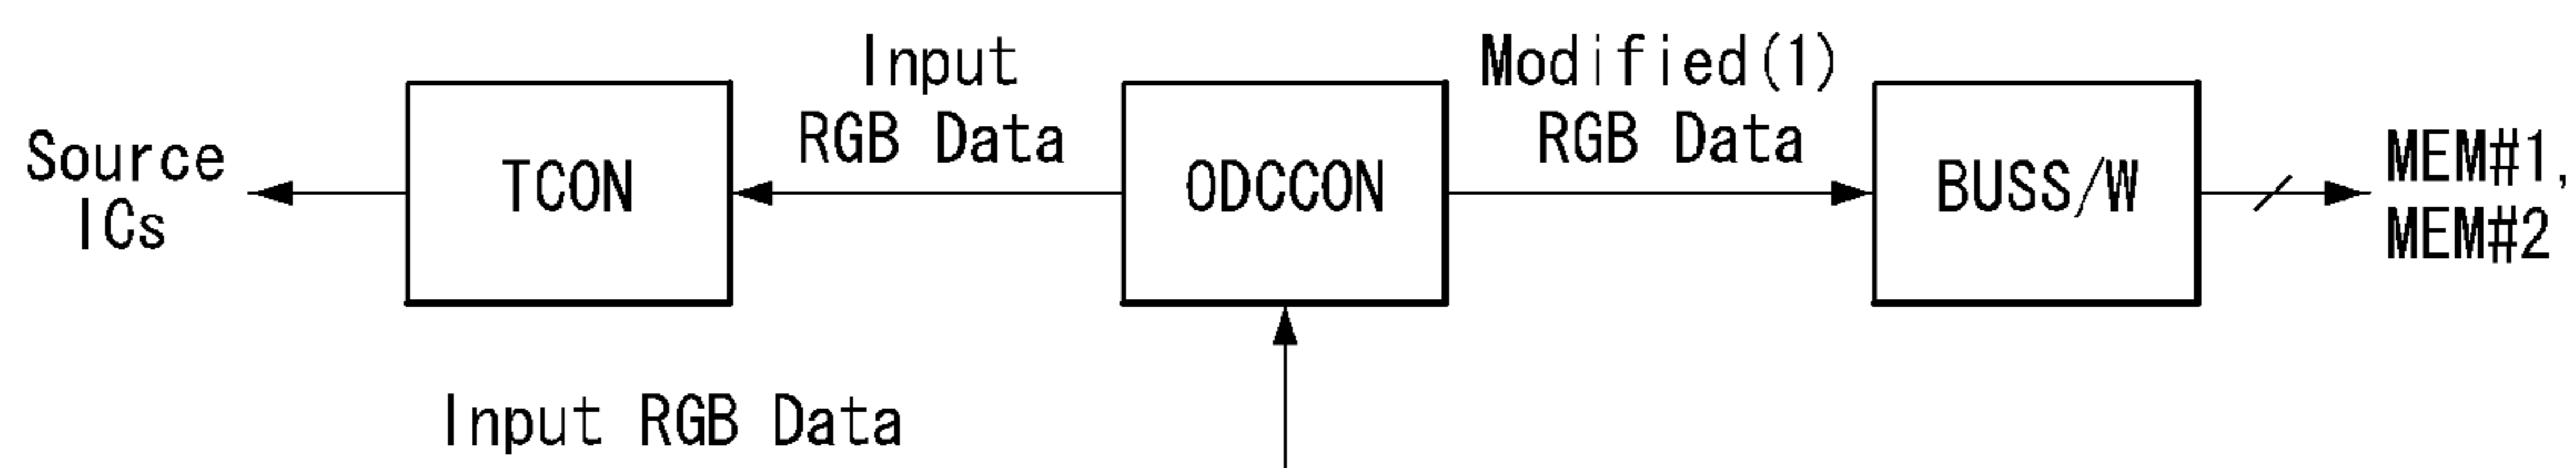 Source
ICs
TCON
Input
RGB Data
ODCCON
Modified(1)
RGB Data
BUSS/W
MEM#1,
MEM#2
Input RGB Data